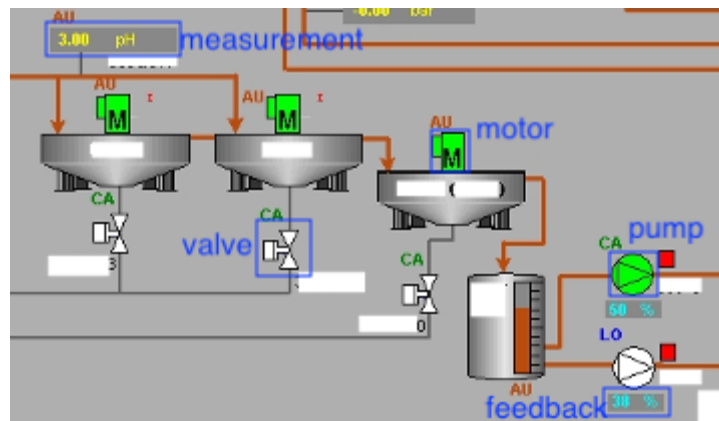 -0.00 bar
AU
3.00 pH measurement
AU
AU
I
I
M
M
AU
motor
M
CA
CA
CA
pump
valve
CA
3
0
50 %
LO
AU
feedback 38 %